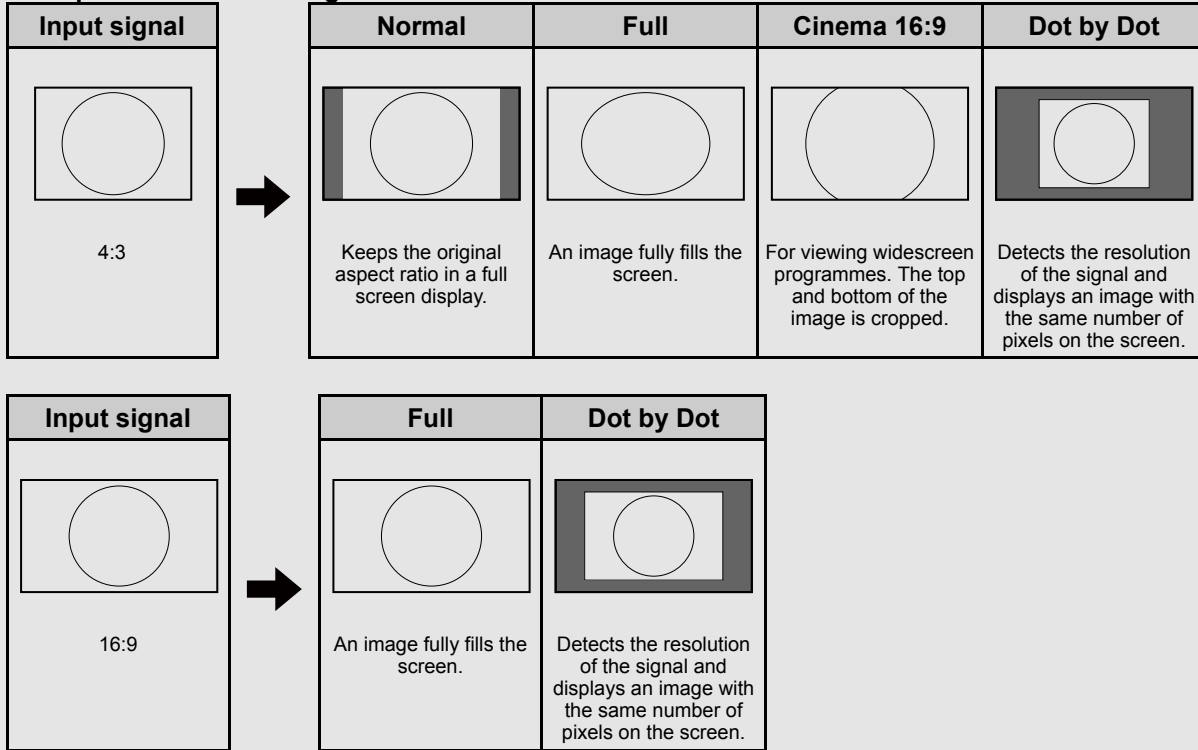 Input signal
Normal
Full
Cinema 16:9
Dot by Dot
4:3
Keeps the original
aspect ratio in a full
screen display.
An image fully fills the
screen.
For viewing widescreen
programmes. The top
and bottom of the
image is cropped.
Detects the resolution
of the signal and
displays an image with
the same number of
pixels on the screen.
Input signal
Full
Dot by Dot
16:9
An image fully fills the
screen.
Detects the resolution
of the signal and
displays an image with
the same number of
pixels on the screen.